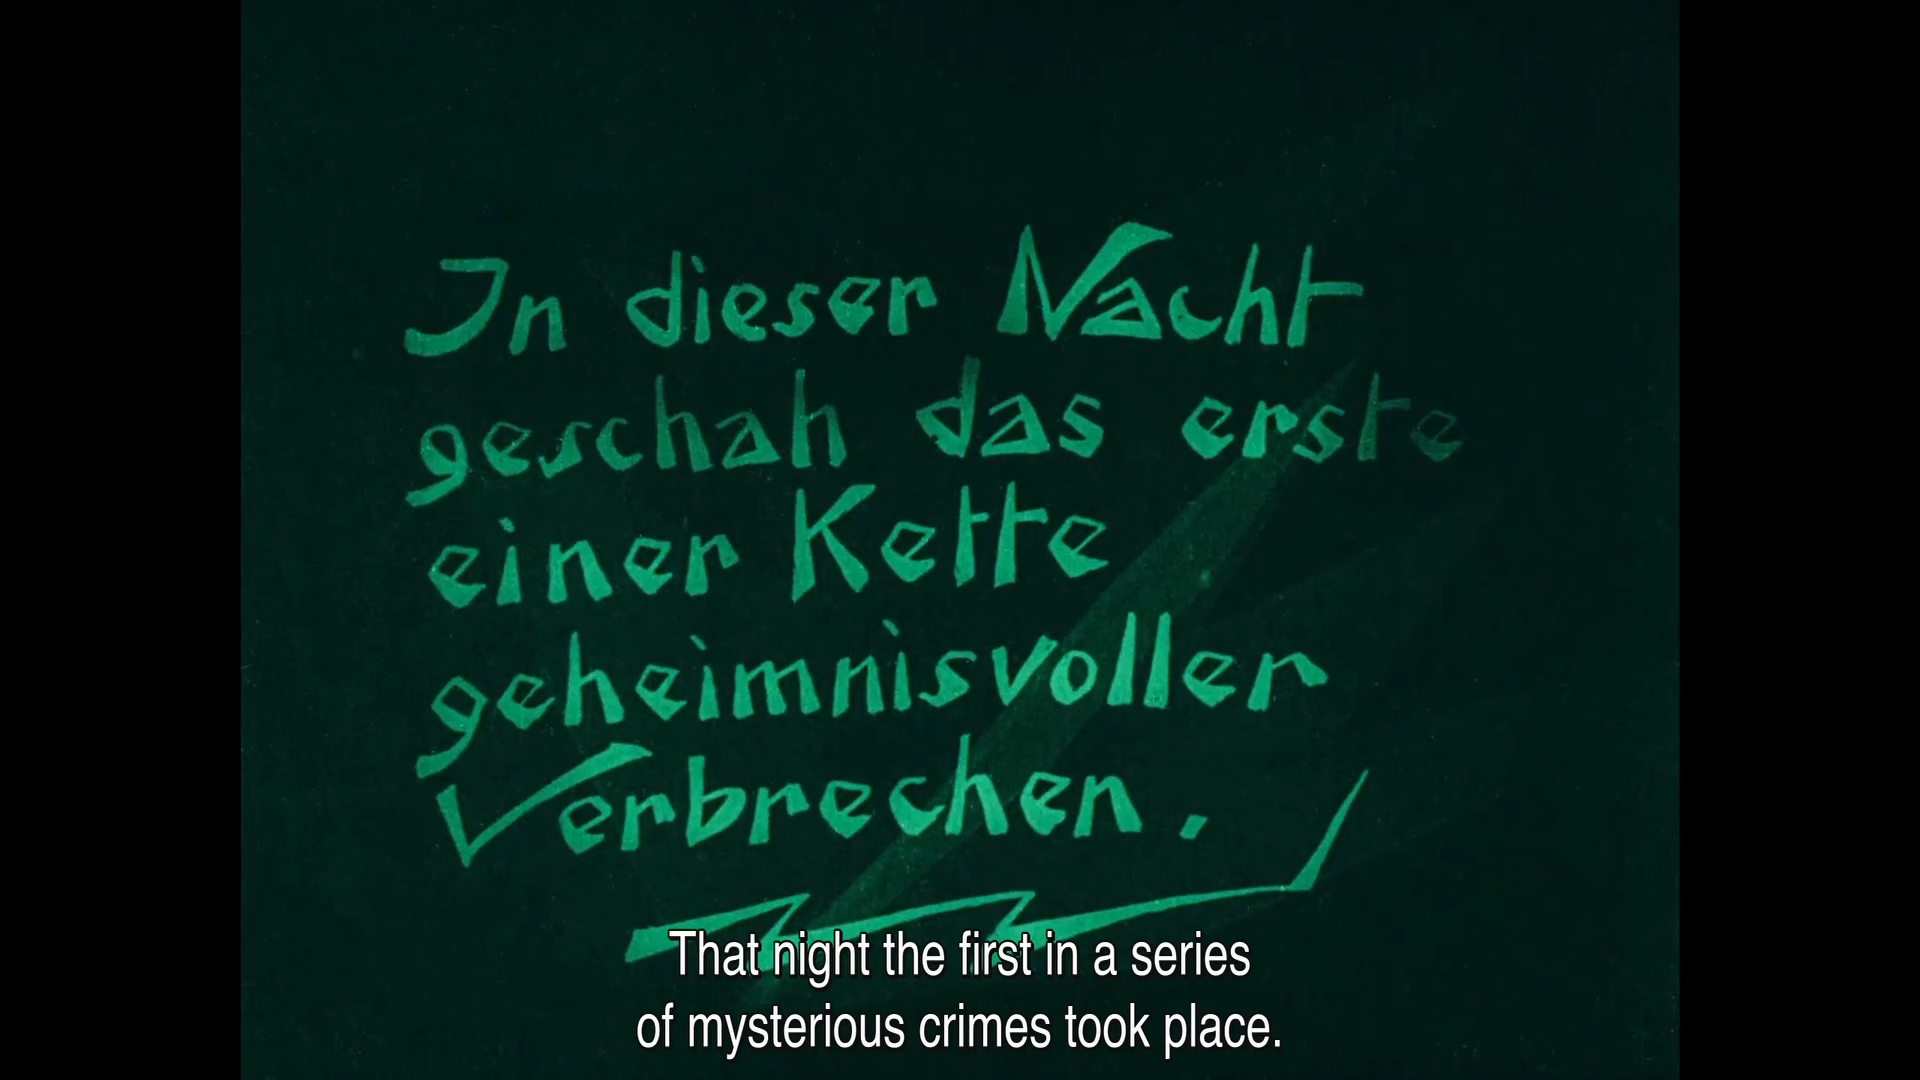 In dieser Nacht
geschah das erste
einer Kette
geheimnisvoller
Verbrechen.
That night the first in a series
of mysterious crimes took place.